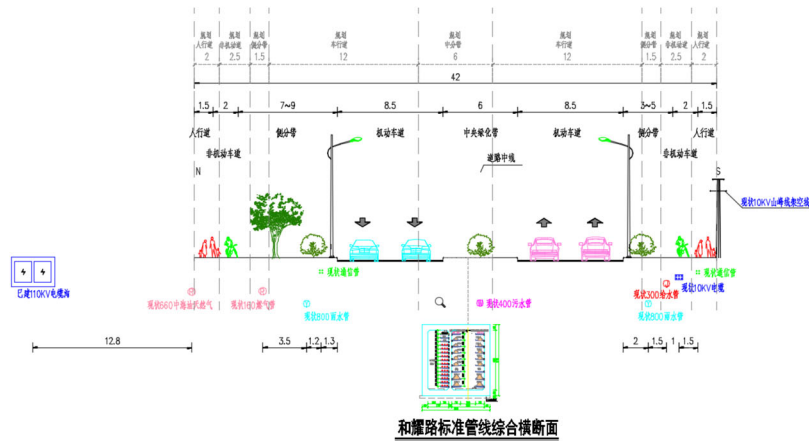 规划 规划 规划 规划 规划 规划 规划 规划 规划
人行道 非机动车道 侧分带 车行道 中分带 车行道 侧分带 非机动车道 人行道
2 2.5 1.5 12 6 12 1.5 2.5 2
42
1.5 2 7~9 8.5 6 8.5 3~5 2 1.5
人行道 侧分带 机动车道 中央绿化带 机动车道 侧分带 人行道
非机动车道 道路中线 非机动车道
N S
现状10KV山峰线架空线
现状通信管 现状通信管
已建110KV电缆沟 现状660中海油天然气 现状160燃气管 现状800雨水管 现状400污水管 现状300给水管 现状10KV电缆
现状800雨水管
12.8 3.5 1.2 1.3 2 1.5 1 1.5
和耀路标准管线综合横断面